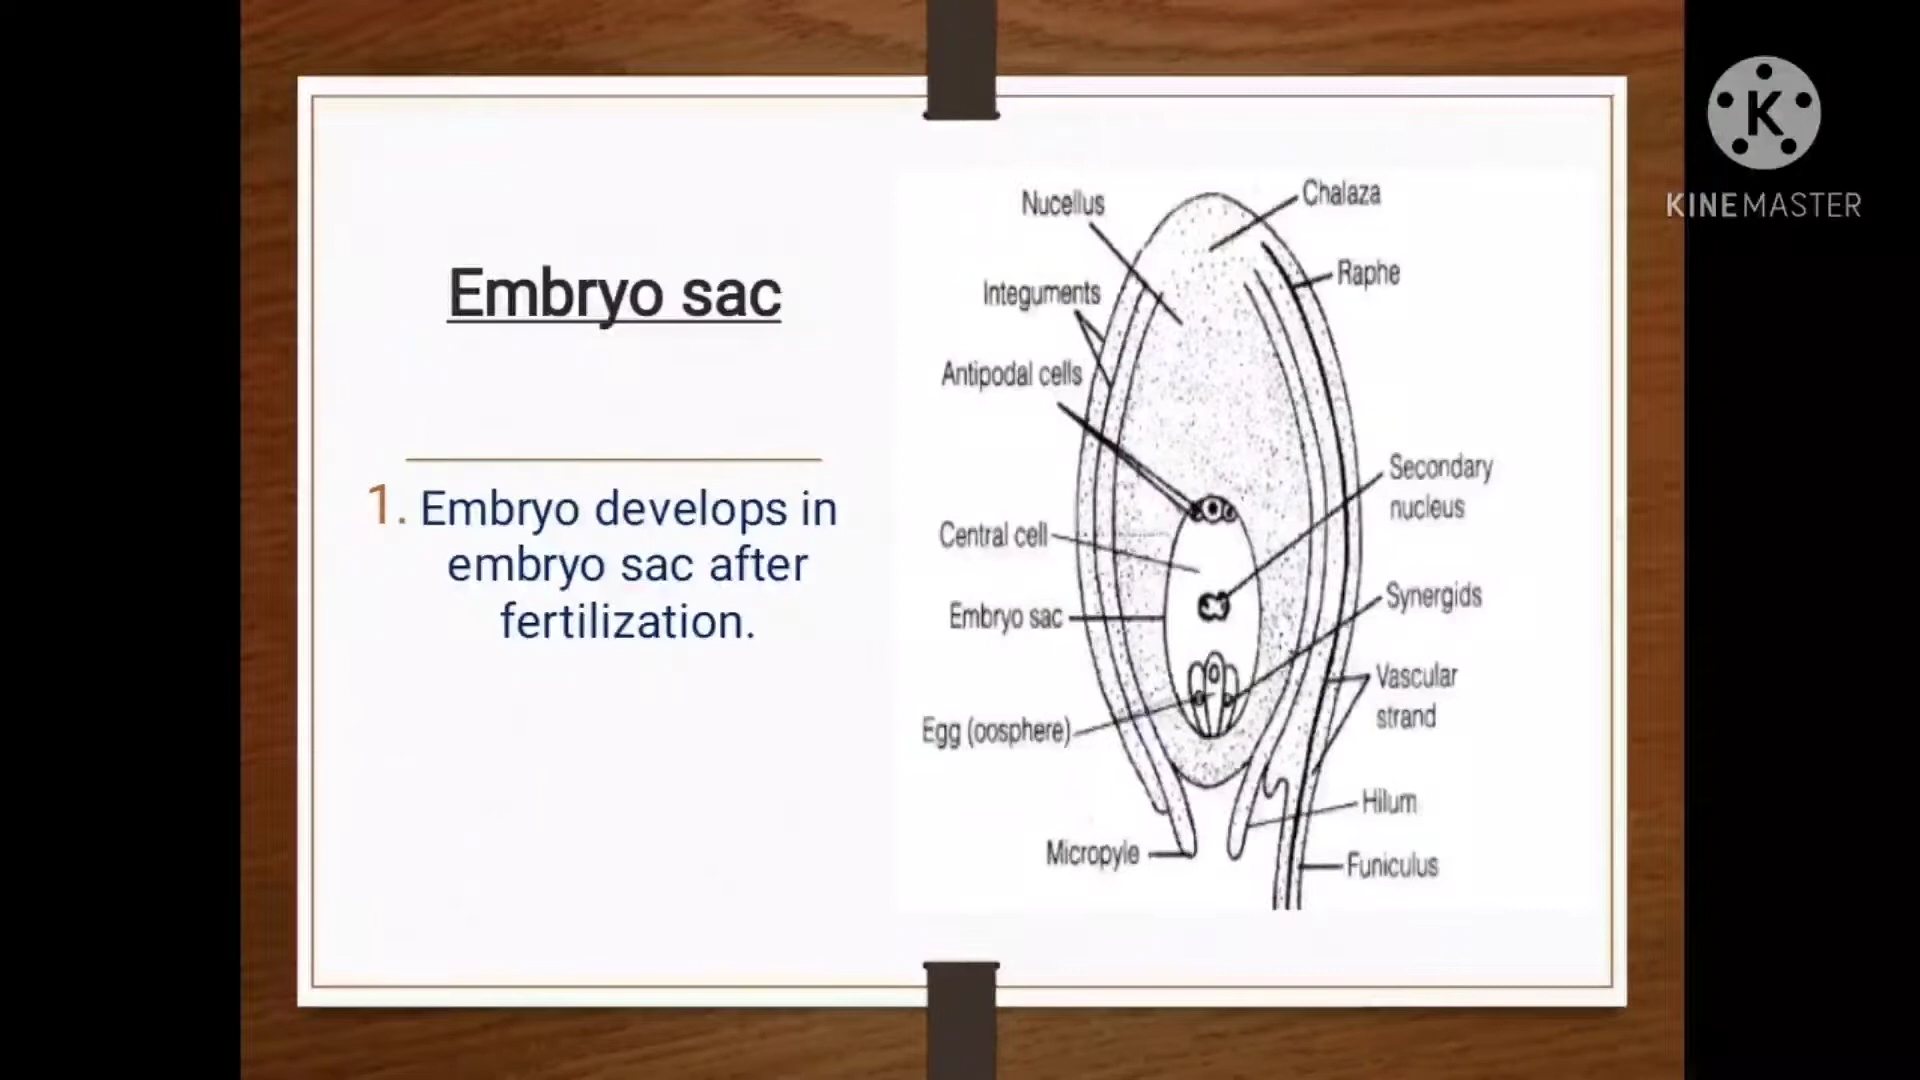 Embryo sac
1. Embryo develops in
embryo sac after
fertilization.
Nucellus
Chalaza
Raphe
Integuments
Antipodal cells
Secondary
nucleus
Central cell
Synergids
Embryo sac
Vascular
strand
Egg (oosphere)
Hilum
Micropyle
Funiculus
K
KINEMASTER